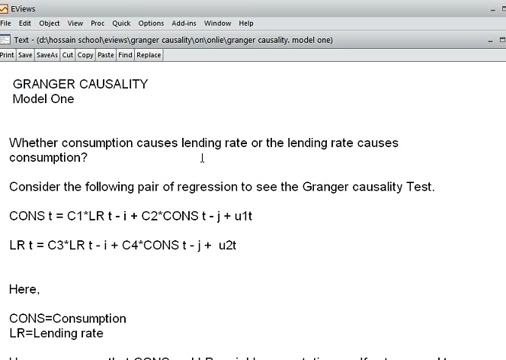 EViews
File Edit Object View Proc Quick Options Add-ins Window Help
Text - (d:\hossain school\eviews\granger causality\on\onlie\granger causality. model one)
Print Save SaveAs Cut Copy Paste Find Replace
GRANGER CAUSALITY
Model One
Whether consumption causes lending rate or the lending rate causes
consumption?
Consider the following pair of regression to see the Granger causality Test.
CONS t = C1*LR t - i + C2*CONS t - j + u1t
LR t = C3*LR t - i + C4*CONS t - j + u2t
Here,
CONS=Consumption
LR=Lending rate